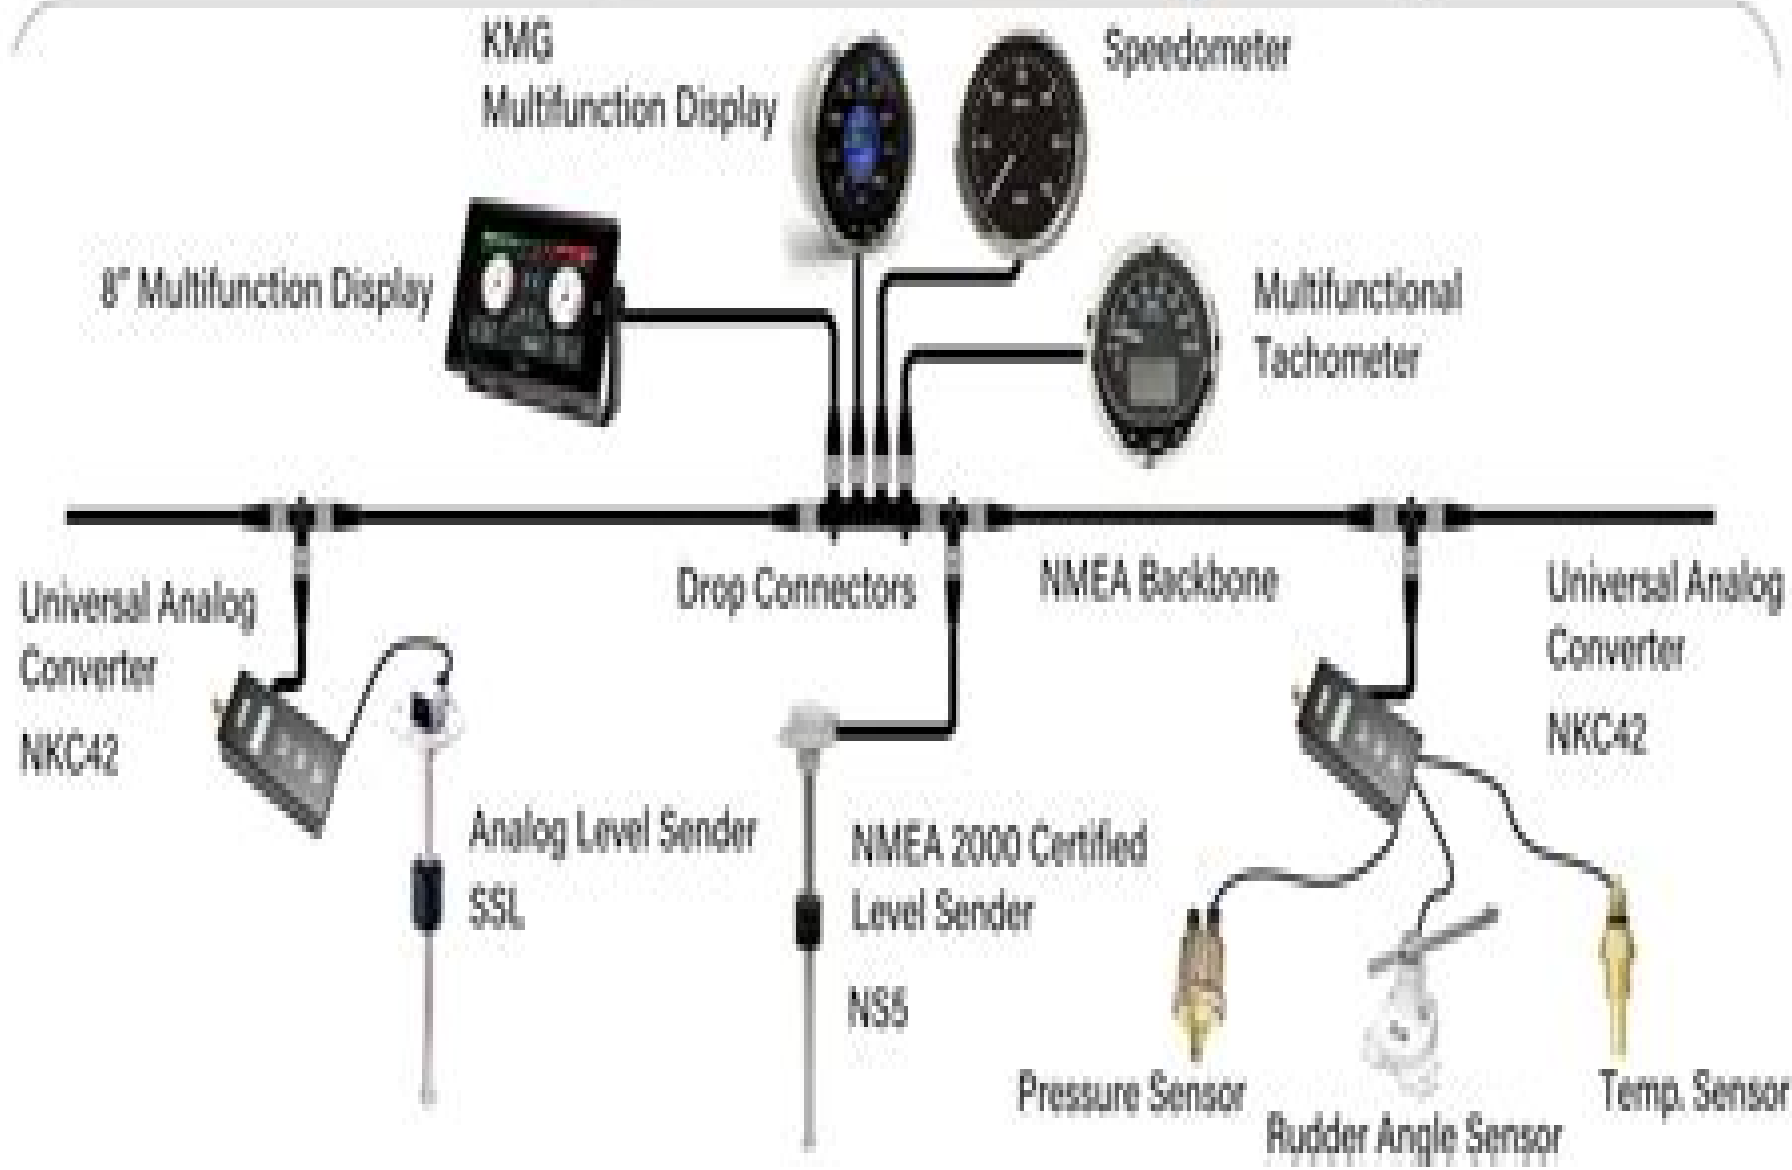 KMG
Multifunction Display
Speedometer
8" Multifunction Display
Multifunctional
Tachometer
Drop Connectors
NMEA Backbone
Universal Analog
Converter
NKC42
Universal Analog
Converter
NKC42
Analog Level Sender
SSL
NMEA 2000 Certified
Level Sender
NS5
Pressure Sensor
Rudder Angle Sensor
Temp. Sensor